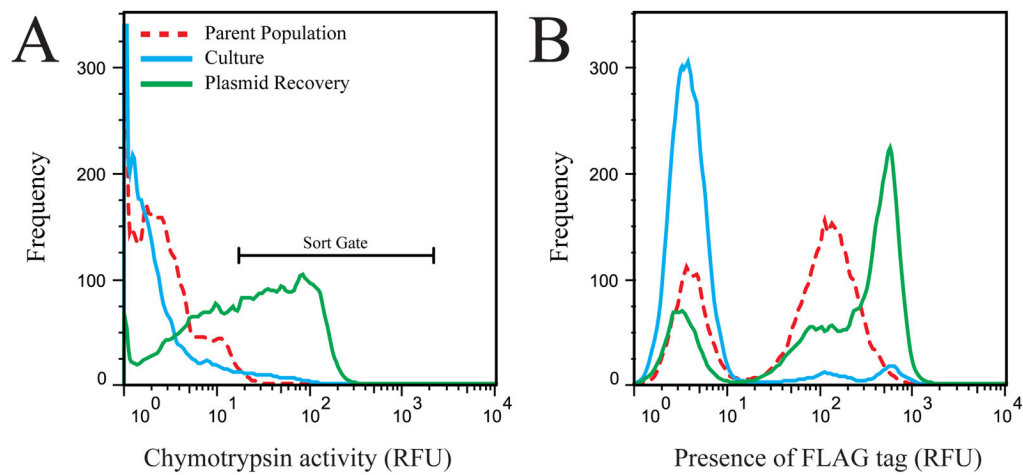 A
Parent Population
Culture
Plasmid Recovery
Sort Gate
Frequency
300
200
100
0
10^0 10^1 10^2 10^3 10^4
Chymotrypsin activity (RFU)
B
Frequency
300
200
100
0
10^0 10^1 10^2 10^3 10^4
Presence of FLAG tag (RFU)